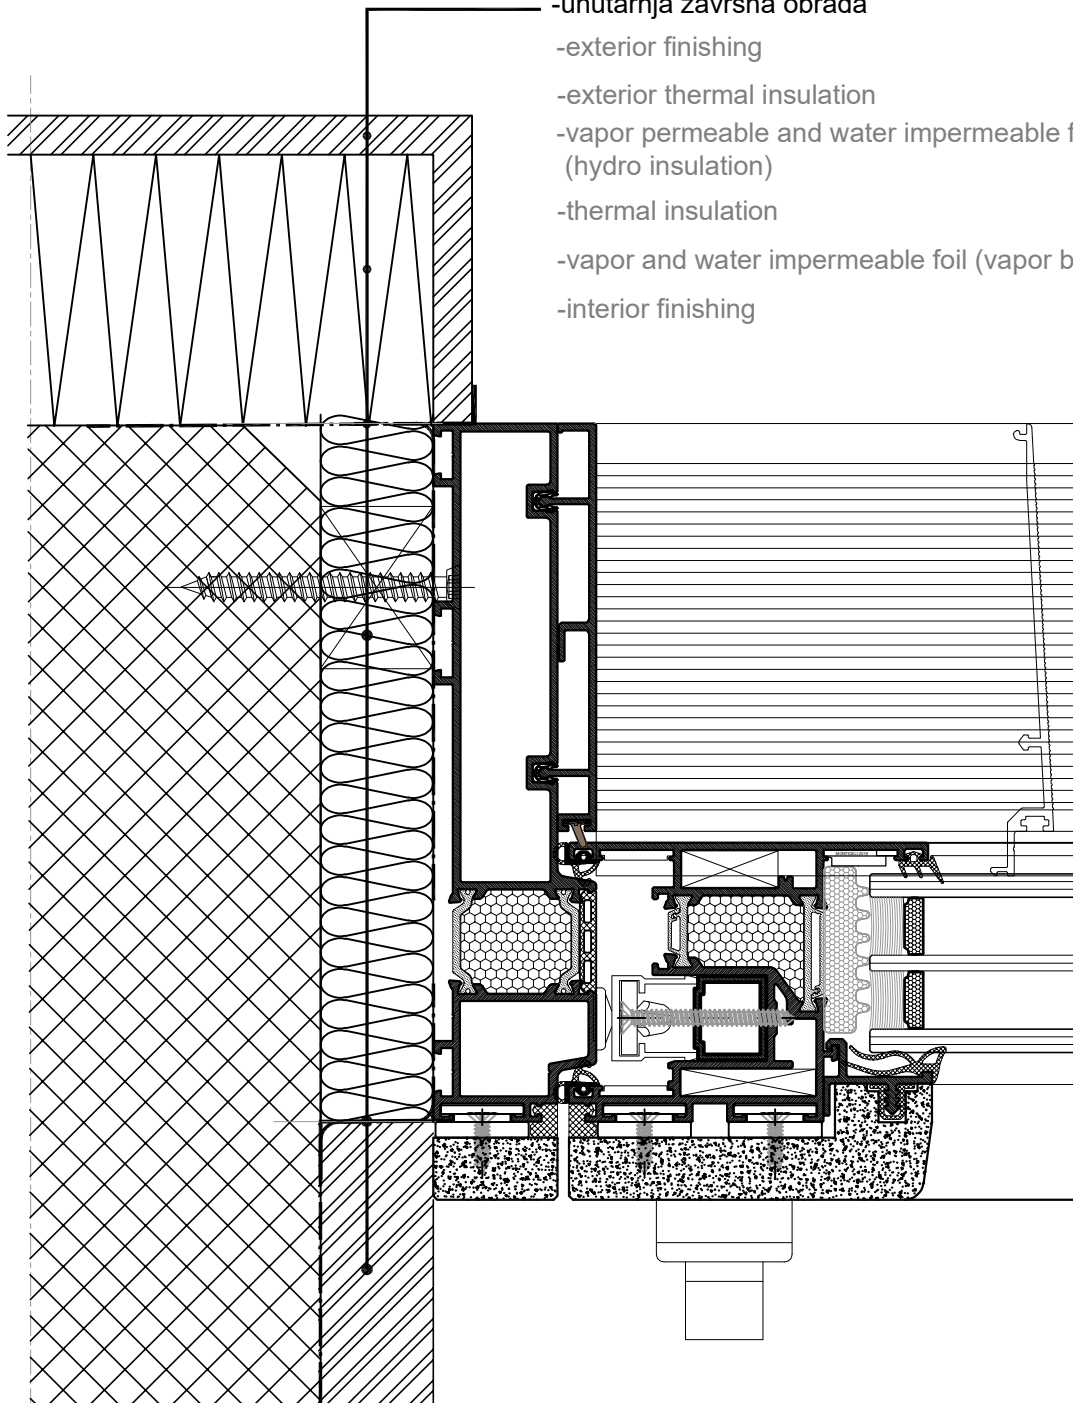 -unutarnja završna obrada
-exterior finishing
-exterior thermal insulation
-vapor permeable and water impermeable
(hydro insulation)
-thermal insulation
-vapor and water impermeable foil (vapor
-interior finishing